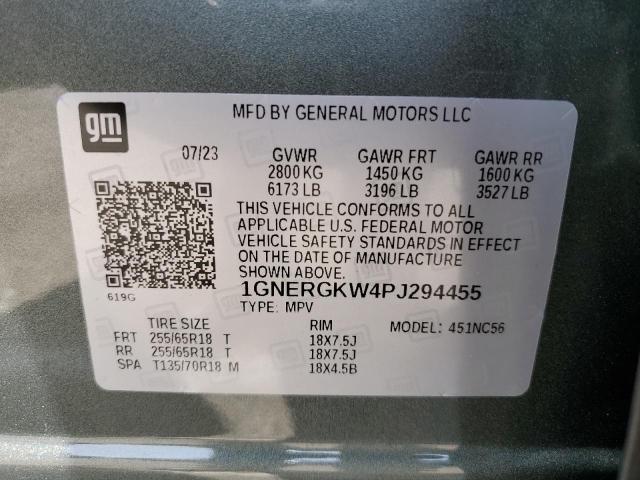 gm
MFD BY GENERAL MOTORS LLC
07/23 GVWR GAWR FRT GAWR RR
2800 KG 1450 KG 1600 KG
6173 LB 3196 LB 3527 LB
THIS VEHICLE CONFORMS TO ALL
APPLICABLE U.S. FEDERAL MOTOR
VEHICLE SAFETY STANDARDS IN EFFECT
ON THE DATE OF MANUFACTURE
SHOWN ABOVE.
619G
1GNERGKW4PJ294455
TYPE: MPV
TIRE SIZE RIM MODEL: 451NC56
FRT 255/65R18 T 18X7.5J
RR 255/65R18 T 18X7.5J
SPA T135/70R18 M 18X4.5B